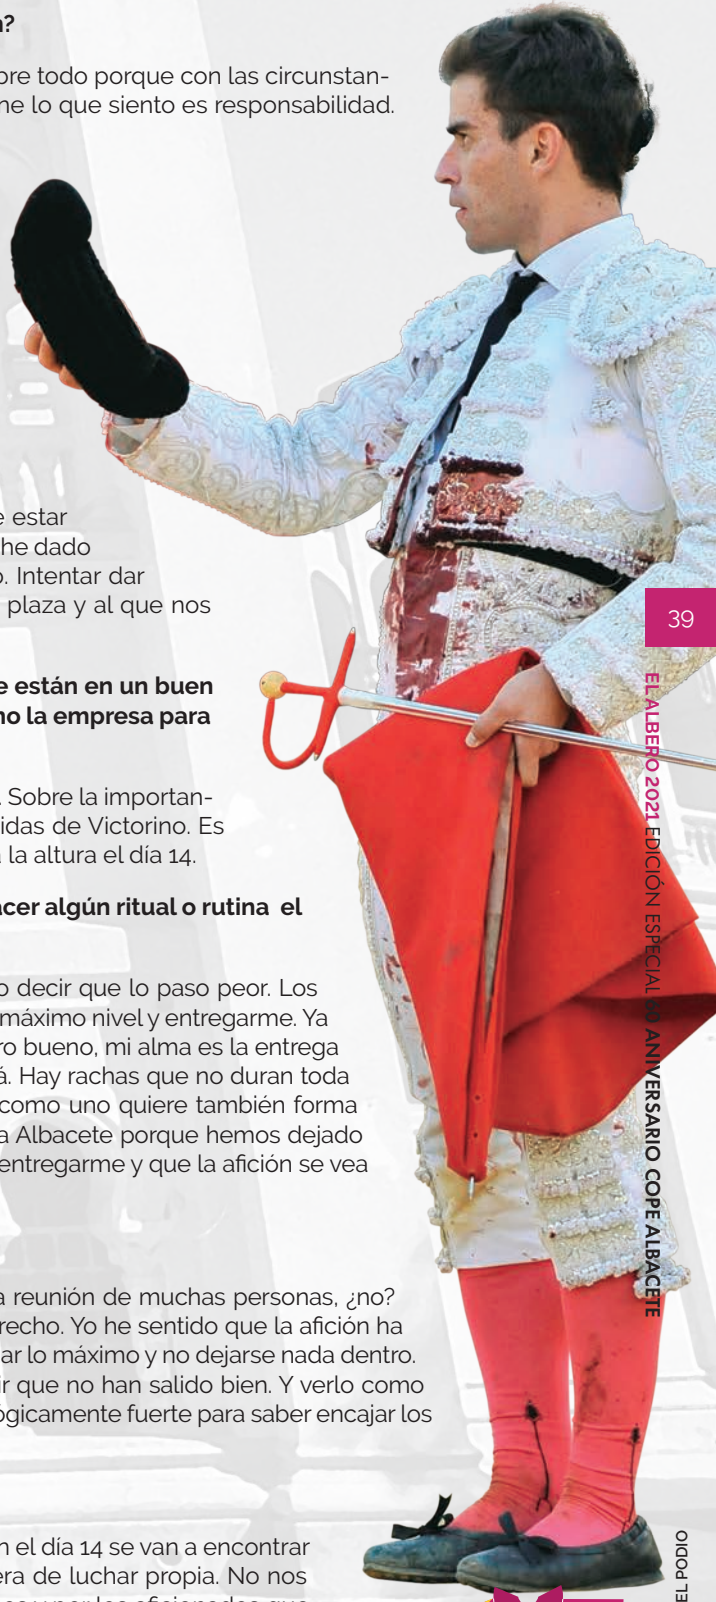 ?
bre todo porque con las circunstan-
ne lo que siento es responsabilidad.
e estar
he dado
o. Intentar dar
plaza y al que nos
e están en un buen
no la empresa para
. Sobre la importan-
idas de Victorino. Es
la altura el día 14.
acer algún ritual o rutina el
o decir que lo paso peor. Los
máximo nivel y entregarme. Ya
ro bueno, mi alma es la entrega
á. Hay rachas que no duran toda
como uno quiere también forma
a Albacete porque hemos dejado
entregarme y que la afición se vea
a reunión de muchas personas, ¿no?
recho. Yo he sentido que la afición ha
ar lo máximo y no dejarse nada dentro.
ir que no han salido bien. Y verlo como
ógicamente fuerte para saber encajar los
n el día 14 se van a encontrar
era de luchar propia. No nos
39
EL ALBERO 2021 EDICIÓN ESPECIAL 60 ANIVERSARIO COPE ALBACETE
EL PODIO